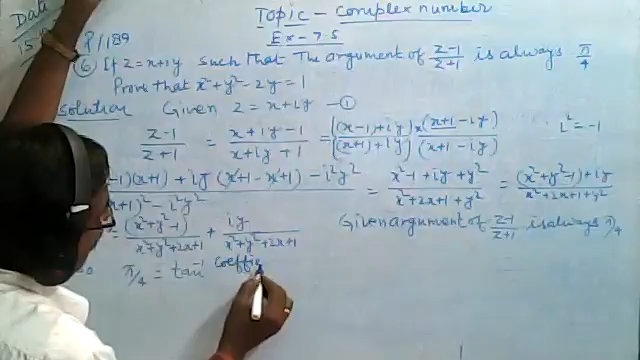 Date
15
Topic - Complex number
Ex - 7.5
P/189
(6) If z = x+iy such that The argument of (z-1)/(z+1) is always π/4
Prove that x²+y²-2y = 1
Solution Given z = x+iy —(1)
(z-1)/(z+1) = (x+iy-1)/(x+iy+1) = ((x-1)+iy)/((x+1)+iy) × (x+1-iy)/(x+1-iy) i² = -1
-1)(x+1) + iy (x+1-x+1) - i²y² / x+1)² - i²y² = (x²-1+iy+y²)/(x²+2x+1+y²) = ((x²+y²-1)+iy)/(x²+2x+1+y²)
= (x²+y²-1)/(x²+y²+2x+1) + iy/(x²+y²+2x+1) Given argument of (z-1)/(z+1) is always π/4
π/4 = tan⁻¹ coeffi